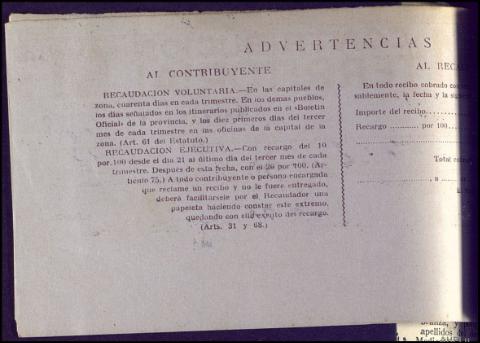 ADVERTENCIAS
AL CONTRIBUYENTE
RECAUDACION VOLUNTARIA.—En las capitales de
zona, cuarenta días en cada trimestre. En los demás pueblos,
los días señalados en los itinerarios publicados en el «Boletín
Oficial» de la provincia, y los diez primeros días del tercer
mes de cada trimestre en las oficinas de la capital de la
zona. (Art. 61 del Estatuto.)
RECAUDACION EJECUTIVA.—Con recargo del 10
por 100 desde el día 21 al último día del tercer mes de cada
trimestre. Después de esta fecha, con el 20 por 100. (Ar-
tículo 75.) A todo contribuyente o persona encargada
que reclame un recibo y no le fuere entregado,
deberá facilitársele por el Recaudador una
papeleta haciendo constar este extremo,
quedando con ella exento del recargo.
(Arts. 31 y 68.)
AL RECAU
En todo recibo cobrado con
sablemente, la fecha y la
Importe del recibo
Recargo ........... por 100
Total
, a
apellidos de